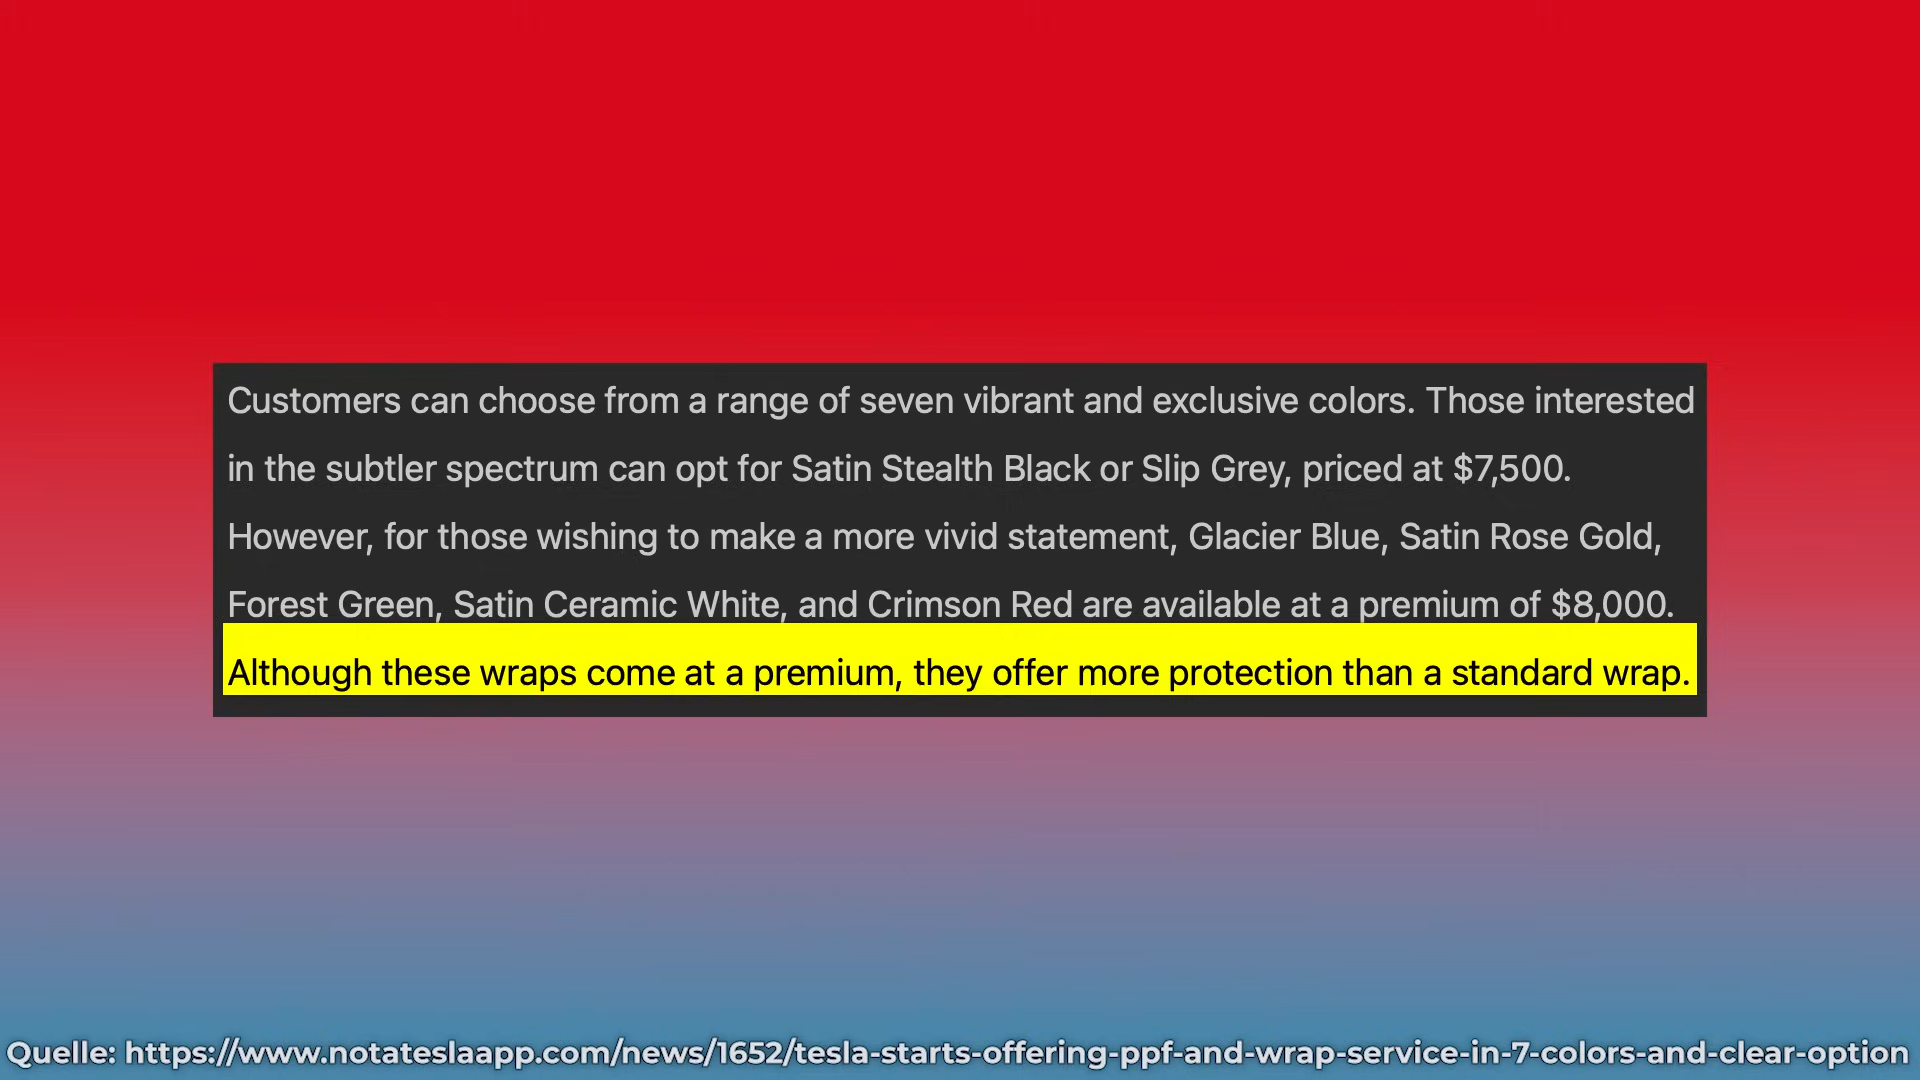 Customers can choose from a range of seven vibrant and exclusive colors. Those interested
in the subtler spectrum can opt for Satin Stealth Black or Slip Grey, priced at $7,500.
However, for those wishing to make a more vivid statement, Glacier Blue, Satin Rose Gold,
Forest Green, Satin Ceramic White, and Crimson Red are available at a premium of $8,000.
Although these wraps come at a premium, they offer more protection than a standard wrap.
Quelle: https://www.notateslaapp.com/news/1652/tesla-starts-offering-ppf-and-wrap-service-in-7-colors-and-clear-option